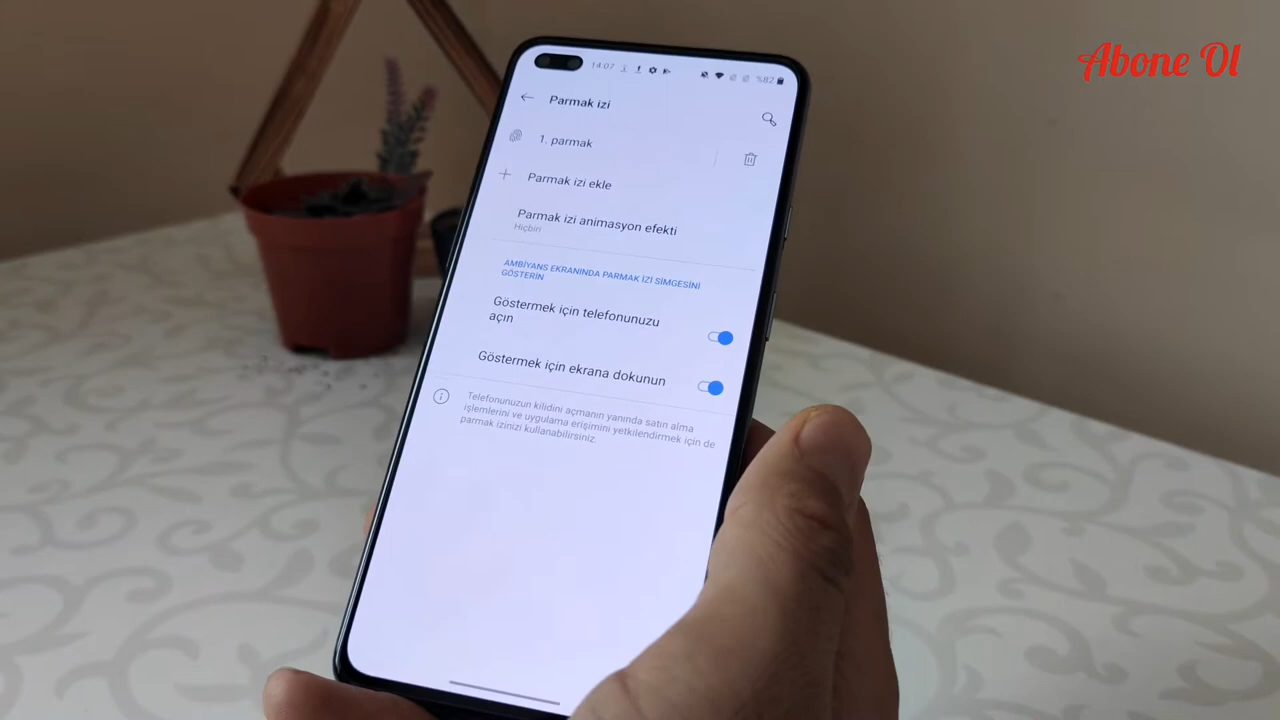 Abone Ol
14:07
%82
Parmak izi
1. parmak
Parmak izi ekle
Parmak izi animasyon efekti
Hiçbiri
AMBİYANS EKRANINDA PARMAK İZİ SİMGESİNİ
GÖSTERİN
Göstermek için telefonunuzu
açın
Göstermek için ekrana dokunun
Telefonunuzun kilidini açmanın yanında satın alma
işlemlerini ve uygulama erişimini yetkilendirmek için de
parmak izinizi kullanabilirsiniz.